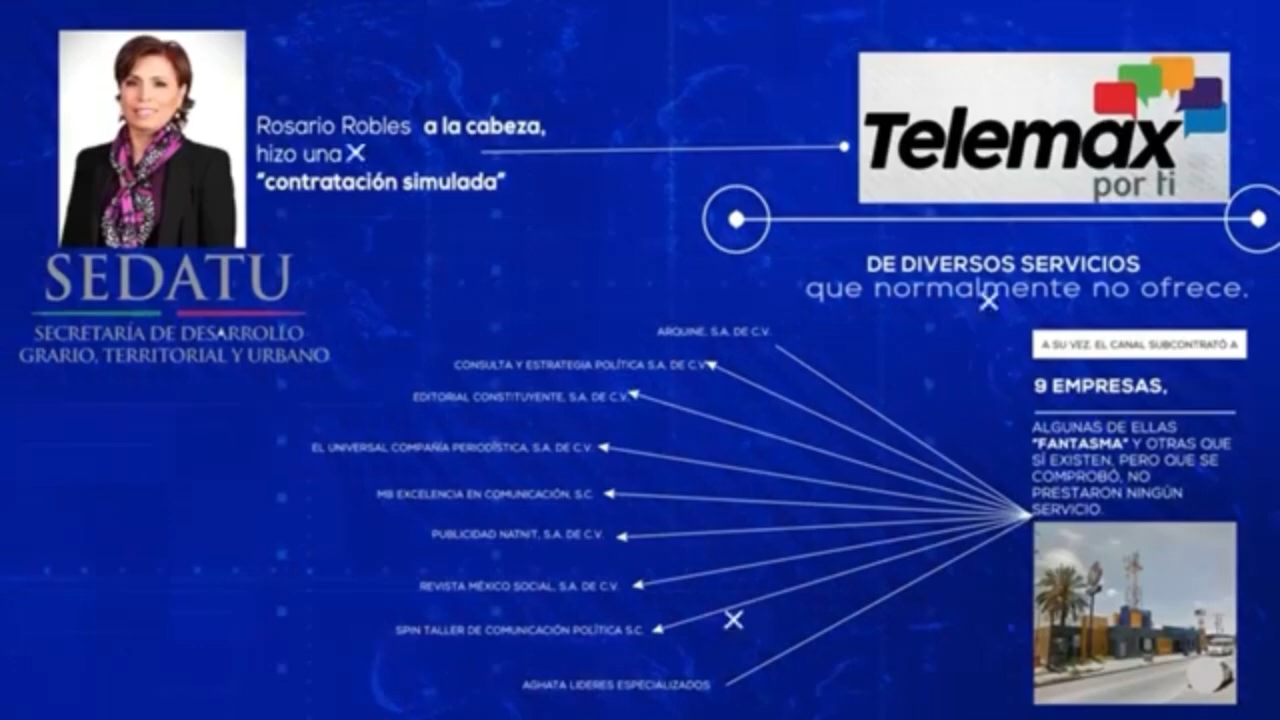 Rosario Robles a la cabeza,
hizo una
"contratación simulada"
SEDATU
SECRETARÍA DE DESARROLLO
GRARIO, TERRITORIAL Y URBANO
Telemax
por ti
DE DIVERSOS SERVICIOS
que normalmente no ofrece.
A SU VEZ, EL CANAL SUBCONTRATÓ A
9 EMPRESAS,
ALGUNAS DE ELLAS
"FANTASMA" Y OTRAS QUE
SÍ EXISTEN, PERO QUE SE
COMPROBÓ, NO
PRESTARON NINGÚN
SERVICIO.
ARQUINE, S.A. DE C.V.
CONSULTA Y ESTRATEGIA POLÍTICA S.A. DE C.V.
EDITORIAL CONSTITUYENTE, S.A. DE C.V.
EL UNIVERSAL COMPAÑÍA PERIODÍSTICA, S.A. DE C.V.
MB EXCELENCIA EN COMUNICACIÓN, S.C.
PUBLICIDAD NATNIT, S.A. DE C.V.
REVISTA MÉXICO SOCIAL, S.A. DE C.V.
SPIN TALLER DE COMUNICACIÓN POLÍTICA S.C.
AGHATA LIDERES ESPECIALIZADOS